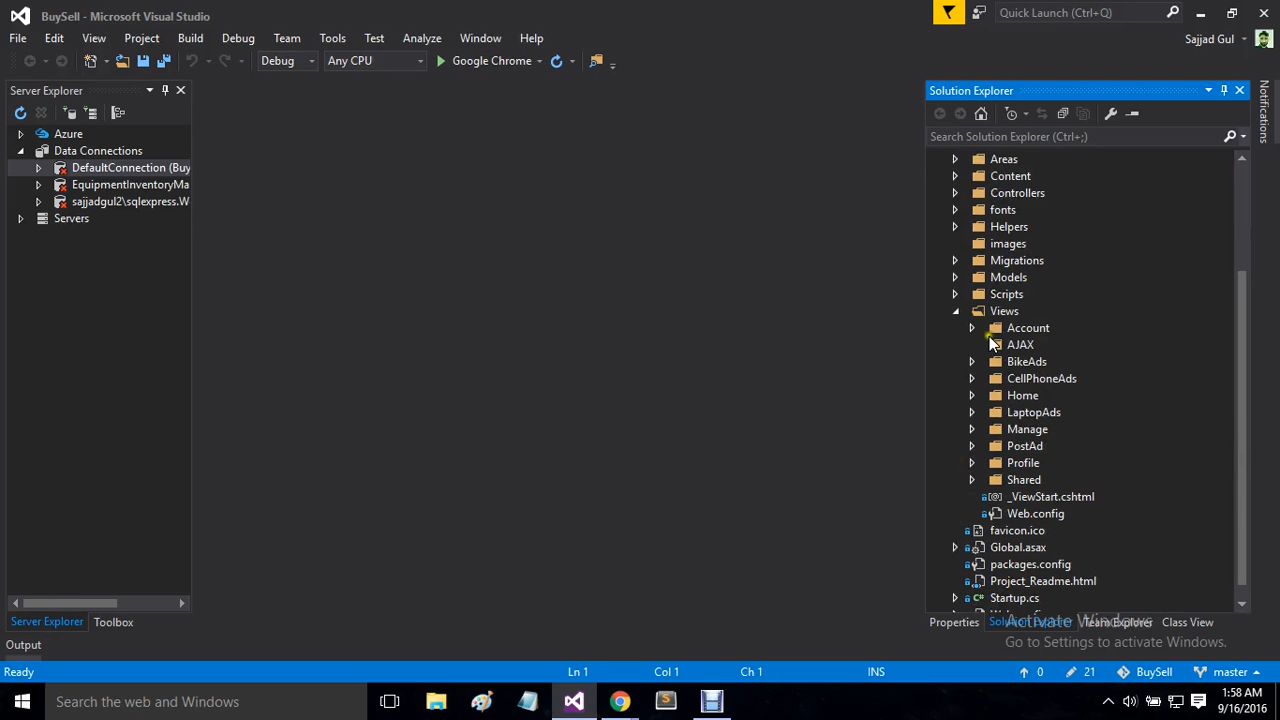 BuySell - Microsoft Visual Studio
Quick Launch (Ctrl+Q)
File Edit View Project Build Debug Team Tools Test Analyze Window Help
Sajjad Gul
Debug Any CPU Google Chrome
Server Explorer
Azure
Data Connections
DefaultConnection (Buy
EquipmentInventoryMa
sajjadgul2\sqlexpress.W
Servers
Server Explorer Toolbox
Solution Explorer
Search Solution Explorer (Ctrl+;)
Areas
Content
Controllers
fonts
Helpers
images
Migrations
Models
Scripts
Views
Account
AJAX
BikeAds
CellPhoneAds
Home
LaptopAds
Manage
PostAd
Profile
Shared
_ViewStart.cshtml
Web.config
favicon.ico
Global.asax
packages.config
Project_Readme.html
Startup.cs
Properties Solution Explorer Team Explorer Class View
Notifications
Activate Windows
Go to Settings to activate Windows.
Output
Ready Ln 1 Col 1 Ch 1 INS 0 21 BuySell master
Search the web and Windows
1:58 AM
9/16/2016